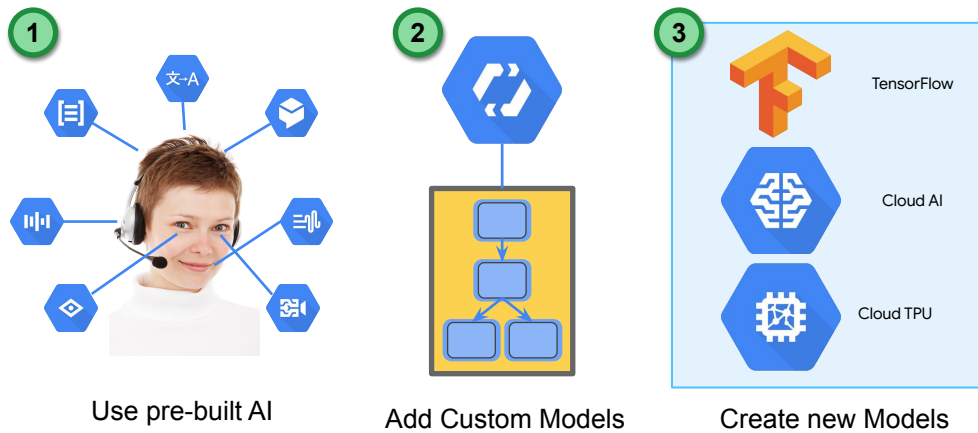 1
2
3
文→A
TensorFlow
Cloud AI
Cloud TPU
Use pre-built AI
Add Custom Models
Create new Models